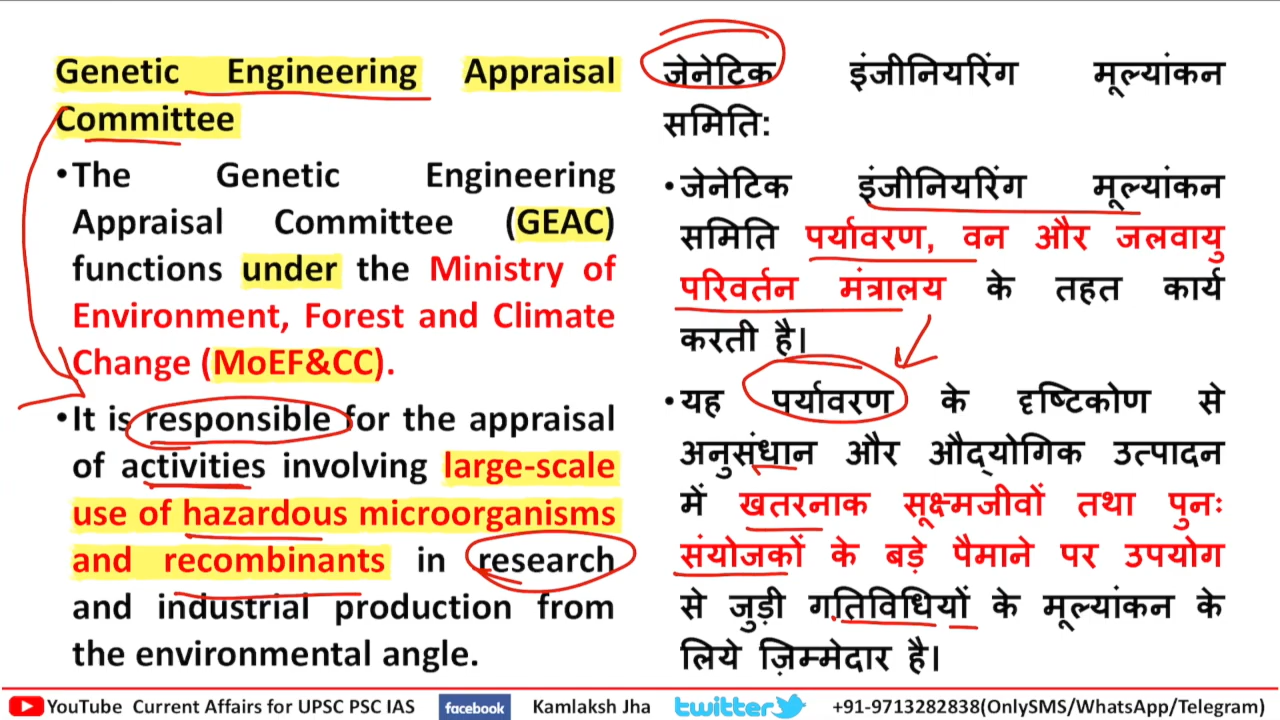 Genetic Engineering Appraisal
Committee
•The Genetic Engineering
Appraisal Committee (GEAC)
functions under the Ministry of
Environment, Forest and Climate
Change (MoEF&CC).
•It is responsible for the appraisal
of activities involving large-scale
use of hazardous microorganisms
and recombinants in research
and industrial production from
the environmental angle.
जेनेटिक इंजीनियरिंग मूल्यांकन
समिति:
•जेनेटिक इंजीनियरिंग मूल्यांकन
समिति पर्यावरण, वन और जलवायु
परिवर्तन मंत्रालय के तहत कार्य
करती है।
•यह पर्यावरण के दृष्टिकोण से
अनुसंधान और औद्योगिक उत्पादन
में खतरनाक सूक्ष्मजीवों तथा पुनः
संयोजकों के बड़े पैमाने पर उपयोग
से जुड़ी गतिविधियों के मूल्यांकन के
लिये ज़िम्मेदार है।
YouTube Current Affairs for UPSC PSC IAS facebook Kamlaksh Jha twitter +91-9713282838(OnlySMS/WhatsApp/Telegram)